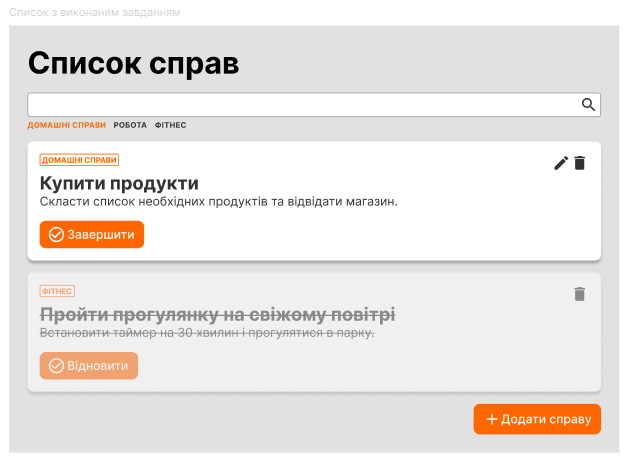 Список з виконаним завданням
Список справ
ДОМАШНІ СПРАВИ РОБОТА ФІТНЕС
ДОМАШНІ СПРАВИ
Купити продукти
Скласти список необхідних продуктів та відвідати магазин.
Завершити
ФІТНЕС
Пройти прогулянку на свіжому повітрі
Встановити таймер на 30 хвилин і прогулятися в парку.
Відновити
Додати справу